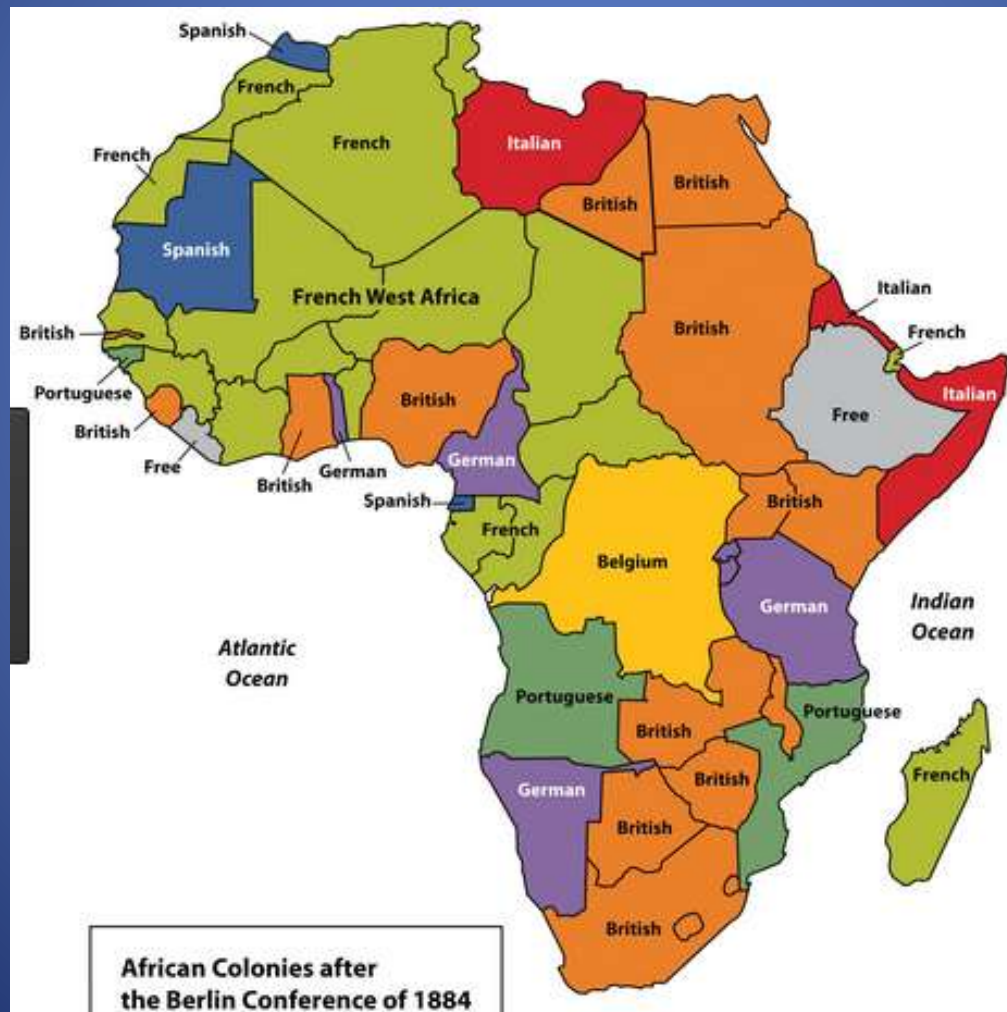 Spanish
French
French
French
Italian
British
British
Spanish
French West Africa
British
Italian
French
British
Portuguese
British
Free
British
German
British
German
Spanish
French
Free
Italian
British
Belgium
German
Indian
Ocean
Atlantic
Ocean
Portuguese
British
Portuguese
German
British
British
French
British
African Colonies after
the Berlin Conference of 1884